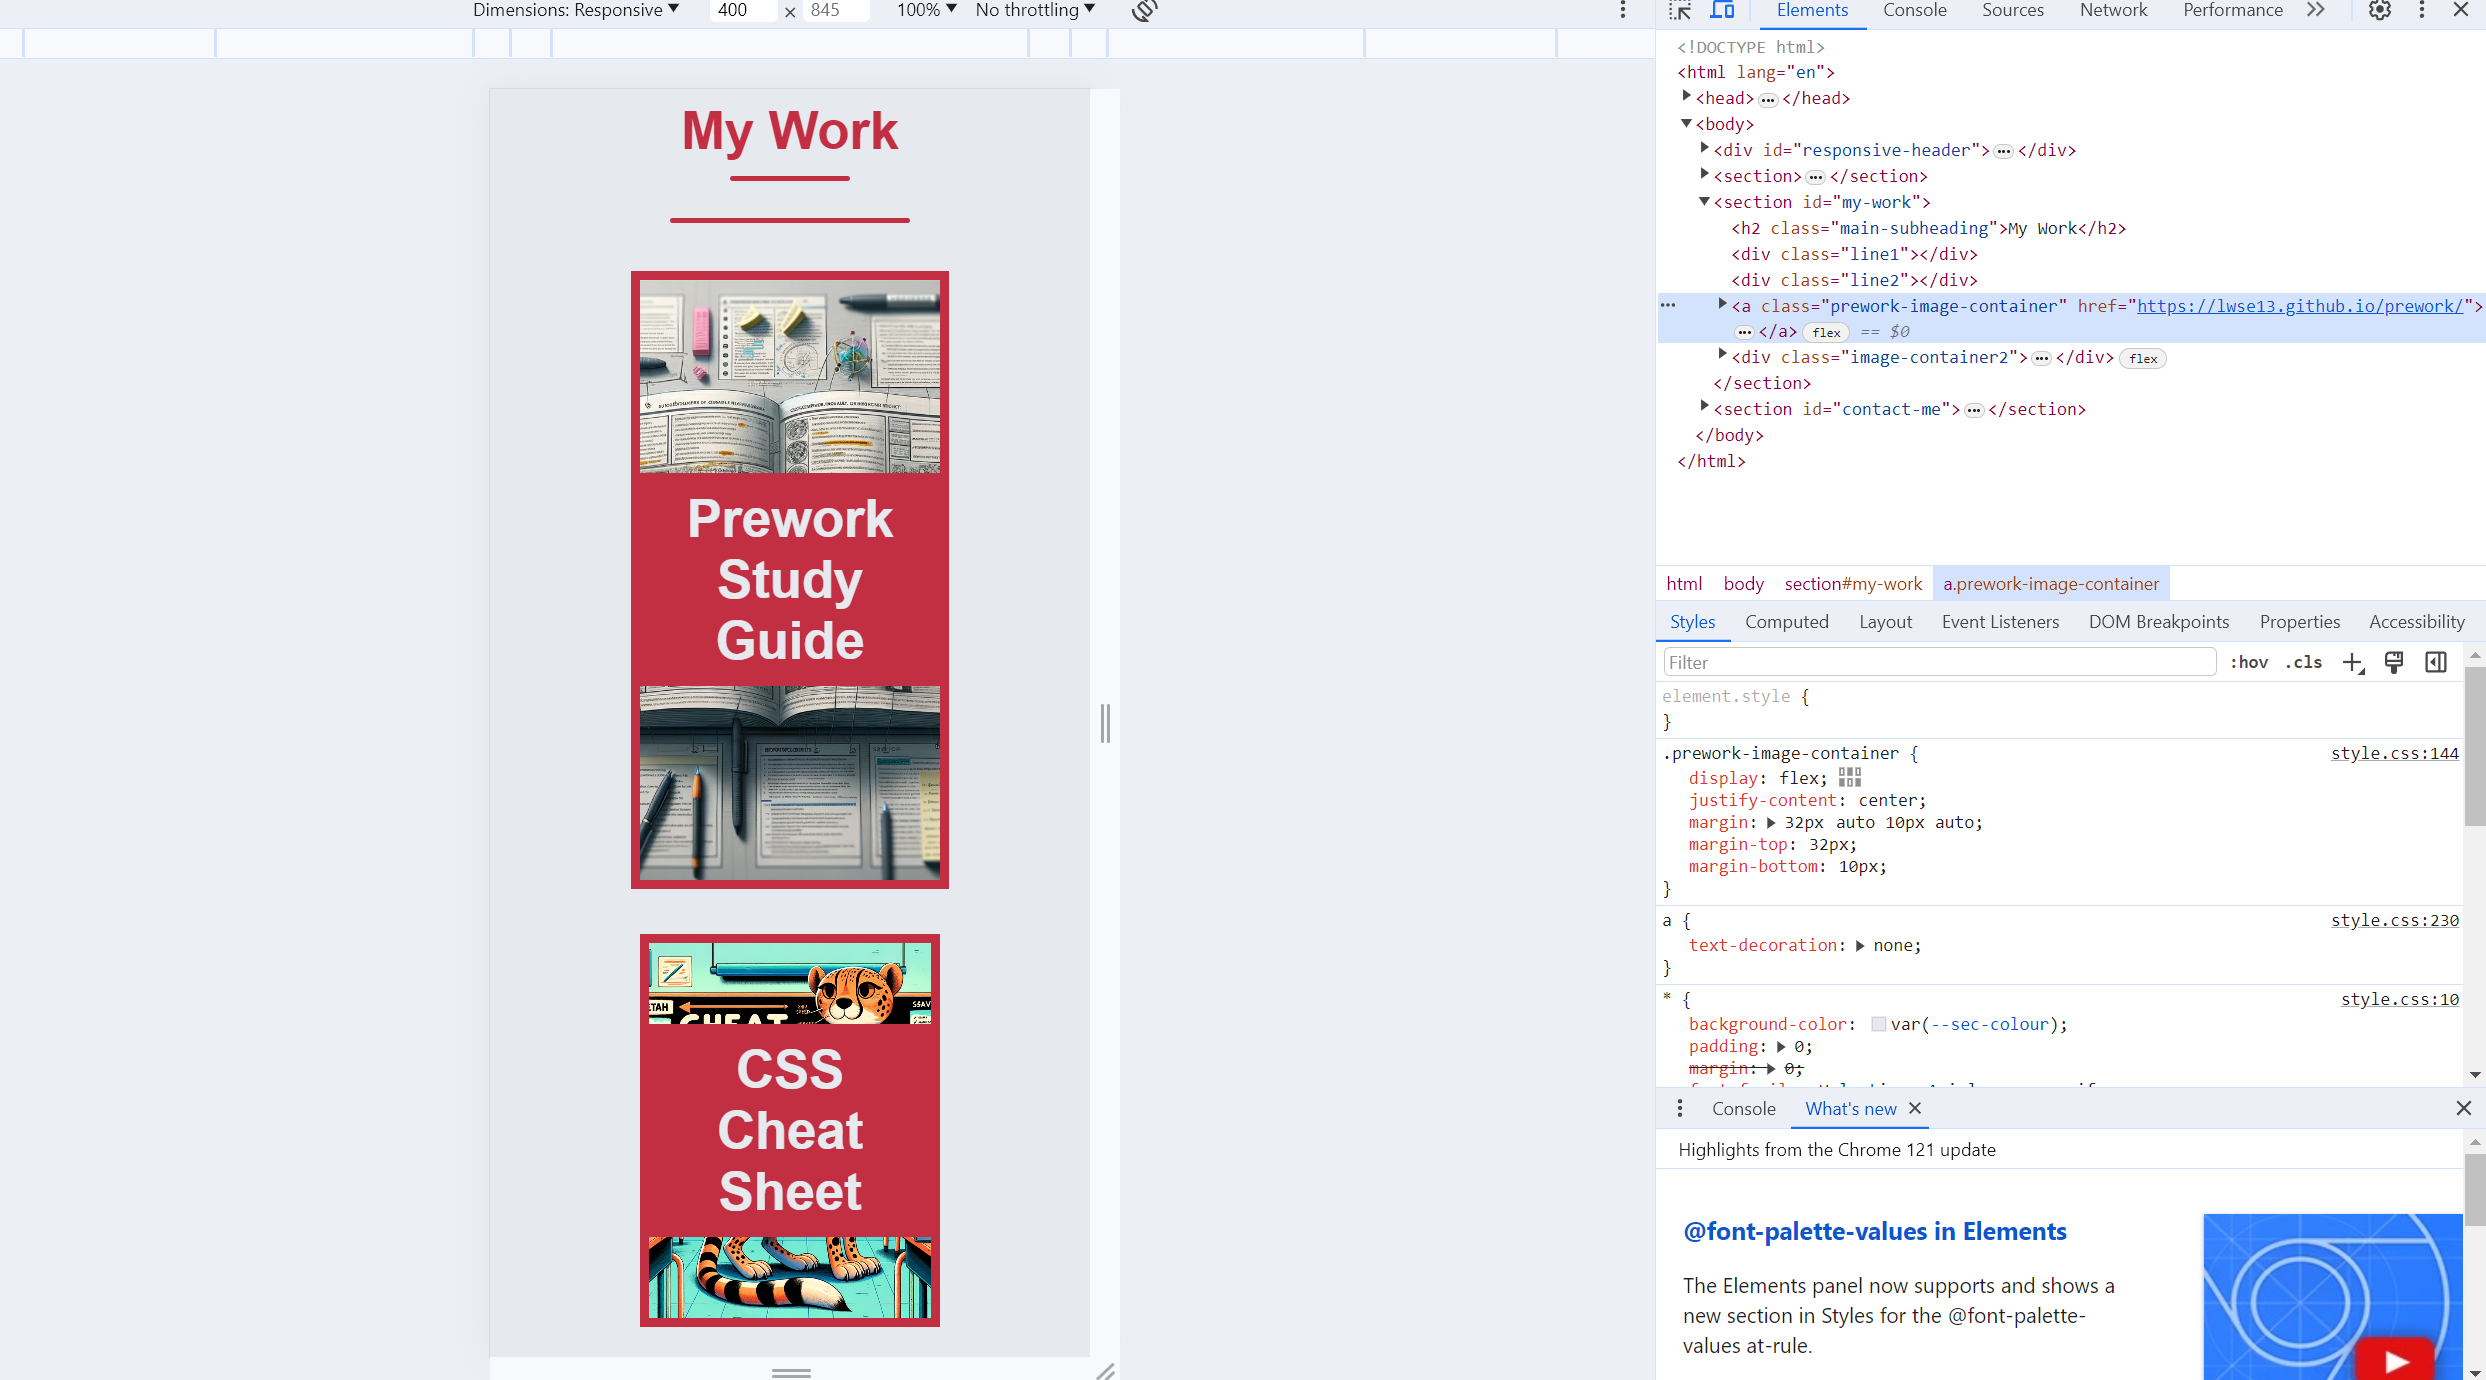 Dimensions: Responsive 400 × 845 100% No throttling
My Work
Prework
Study
Guide
TAH
SSAV
CHEAT
CSS
Cheat
Sheet
Elements Console Sources Network Performance
<!DOCTYPE html>
<html lang="en">
<head> ••• </head>
<body>
<div id="responsive-header"> ••• </div>
<section> ••• </section>
<section id="my-work">
<h2 class="main-subheading">My Work</h2>
<div class="line1"></div>
<div class="line2"></div>
••• <a class="prework-image-container" href="https://lwse13.github.io/prework/">
••• </a> flex == $0
<div class="image-container2"> ••• </div> flex
</section>
<section id="contact-me"> ••• </section>
</body>
</html>
html body section#my-work a.prework-image-container
Styles Computed Layout Event Listeners DOM Breakpoints Properties Accessibility
Filter :hov .cls
element.style {
}
.prework-image-container { style.css:144
display: flex;
justify-content: center;
margin: 32px auto 10px auto;
margin-top: 32px;
margin-bottom: 10px;
}
a { style.css:230
text-decoration: none;
}
* { style.css:10
background-color: var(--sec-colour);
padding: 0;
margin: 0;
Console What's new
Highlights from the Chrome 121 update
@font-palette-values in Elements
The Elements panel now supports and shows a
new section in Styles for the @font-palette-
values at-rule.